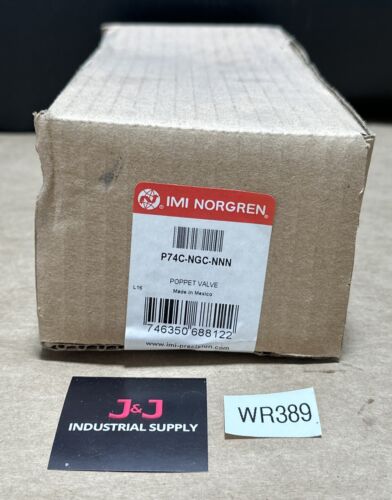 IMI NORGREN®
P74C-NGC-NNN
POPPET VALVE
Made in Mexico
L16
746350 688122
www.imi-precision.com
J&J
INDUSTRIAL SUPPLY
WR389